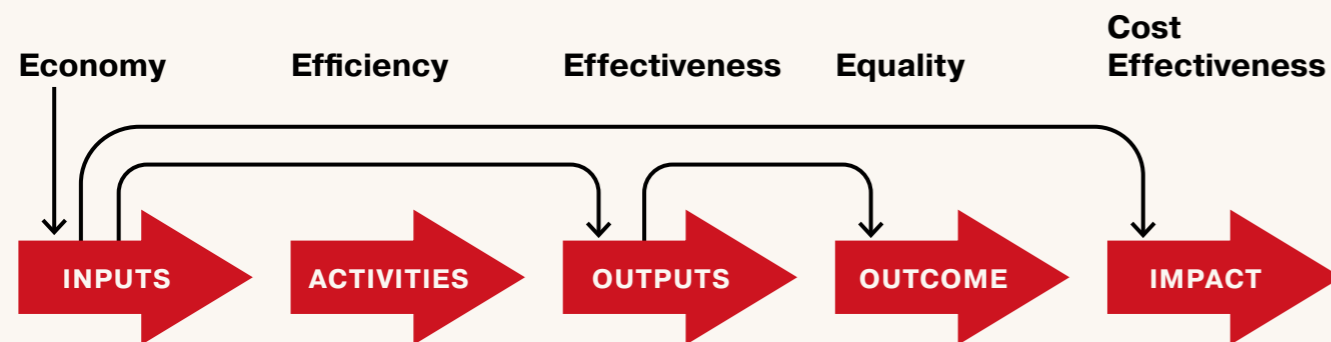 Economy
Efficiency
Effectiveness
Equality
Cost
Effectiveness
INPUTS
ACTIVITIES
OUTPUTS
OUTCOME
IMPACT